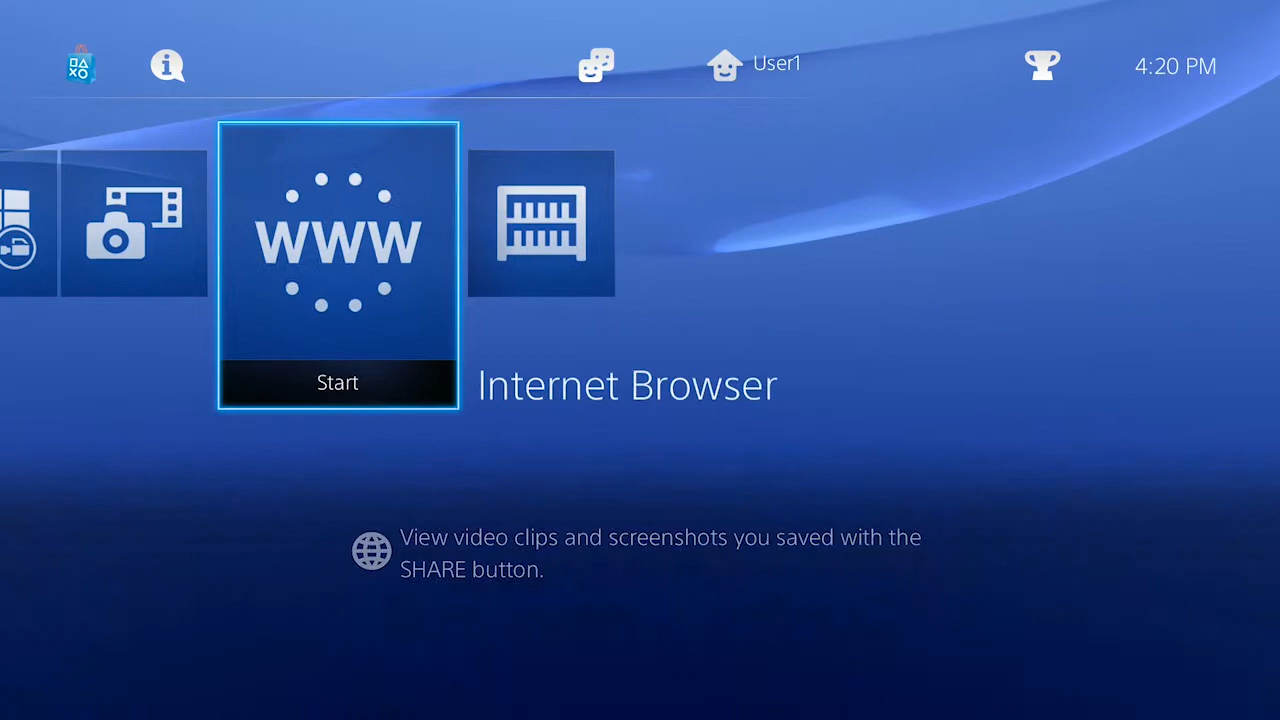 User1
4:20 PM
WWW
Start
Internet Browser
View video clips and screenshots you saved with the
SHARE button.